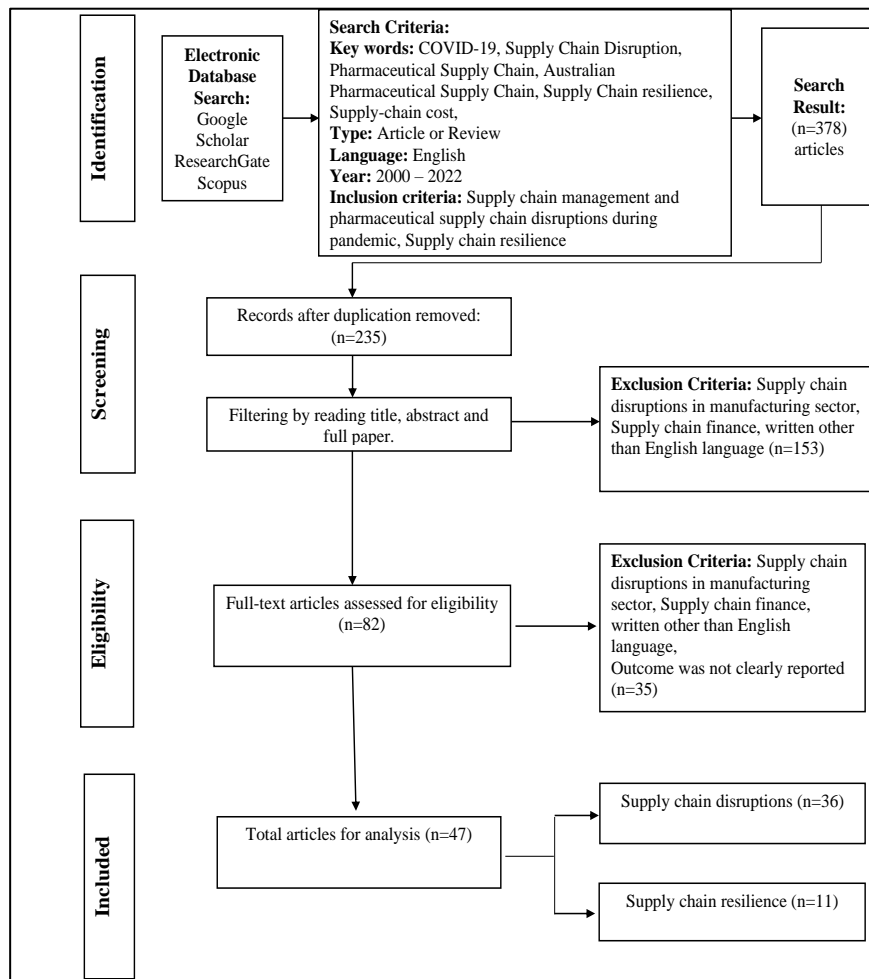 Identification
Electronic
Database
Search:
Google
Scholar
ResearchGate
Scopus
Search Criteria:
Key words: COVID-19, Supply Chain Disruption,
Pharmaceutical Supply Chain, Australian
Pharmaceutical Supply Chain, Supply Chain resilience,
Supply-chain cost,
Type: Article or Review
Language: English
Year: 2000 – 2022
Inclusion criteria: Supply chain management and
pharmaceutical supply chain disruptions during
pandemic, Supply chain resilience
Search
Result:
(n=378)
articles
Screening
Records after duplication removed:
(n=235)
Filtering by reading title, abstract and
full paper.
Exclusion Criteria: Supply chain
disruptions in manufacturing sector,
Supply chain finance, written other
than English language (n=153)
Eligibility
Full-text articles assessed for eligibility
(n=82)
Exclusion Criteria: Supply chain
disruptions in manufacturing
sector, Supply chain finance,
written other than English
language,
Outcome was not clearly reported
(n=35)
Included
Total articles for analysis (n=47)
Supply chain disruptions (n=36)
Supply chain resilience (n=11)